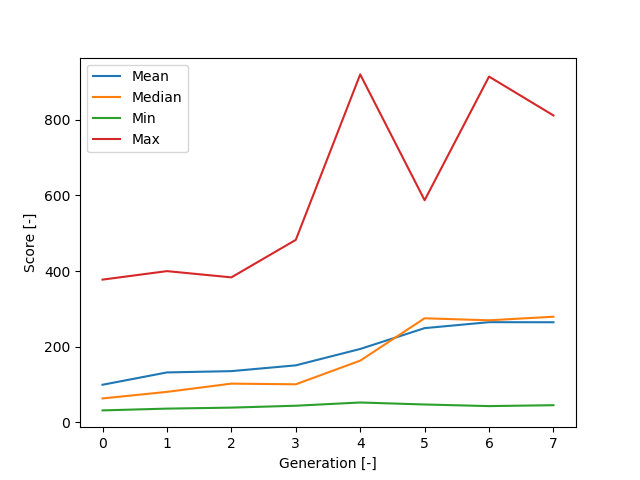 Mean
Median
Min
Max
800
600
400
200
0
Score [-]
0 1 2 3 4 5 6 7
Generation [-]